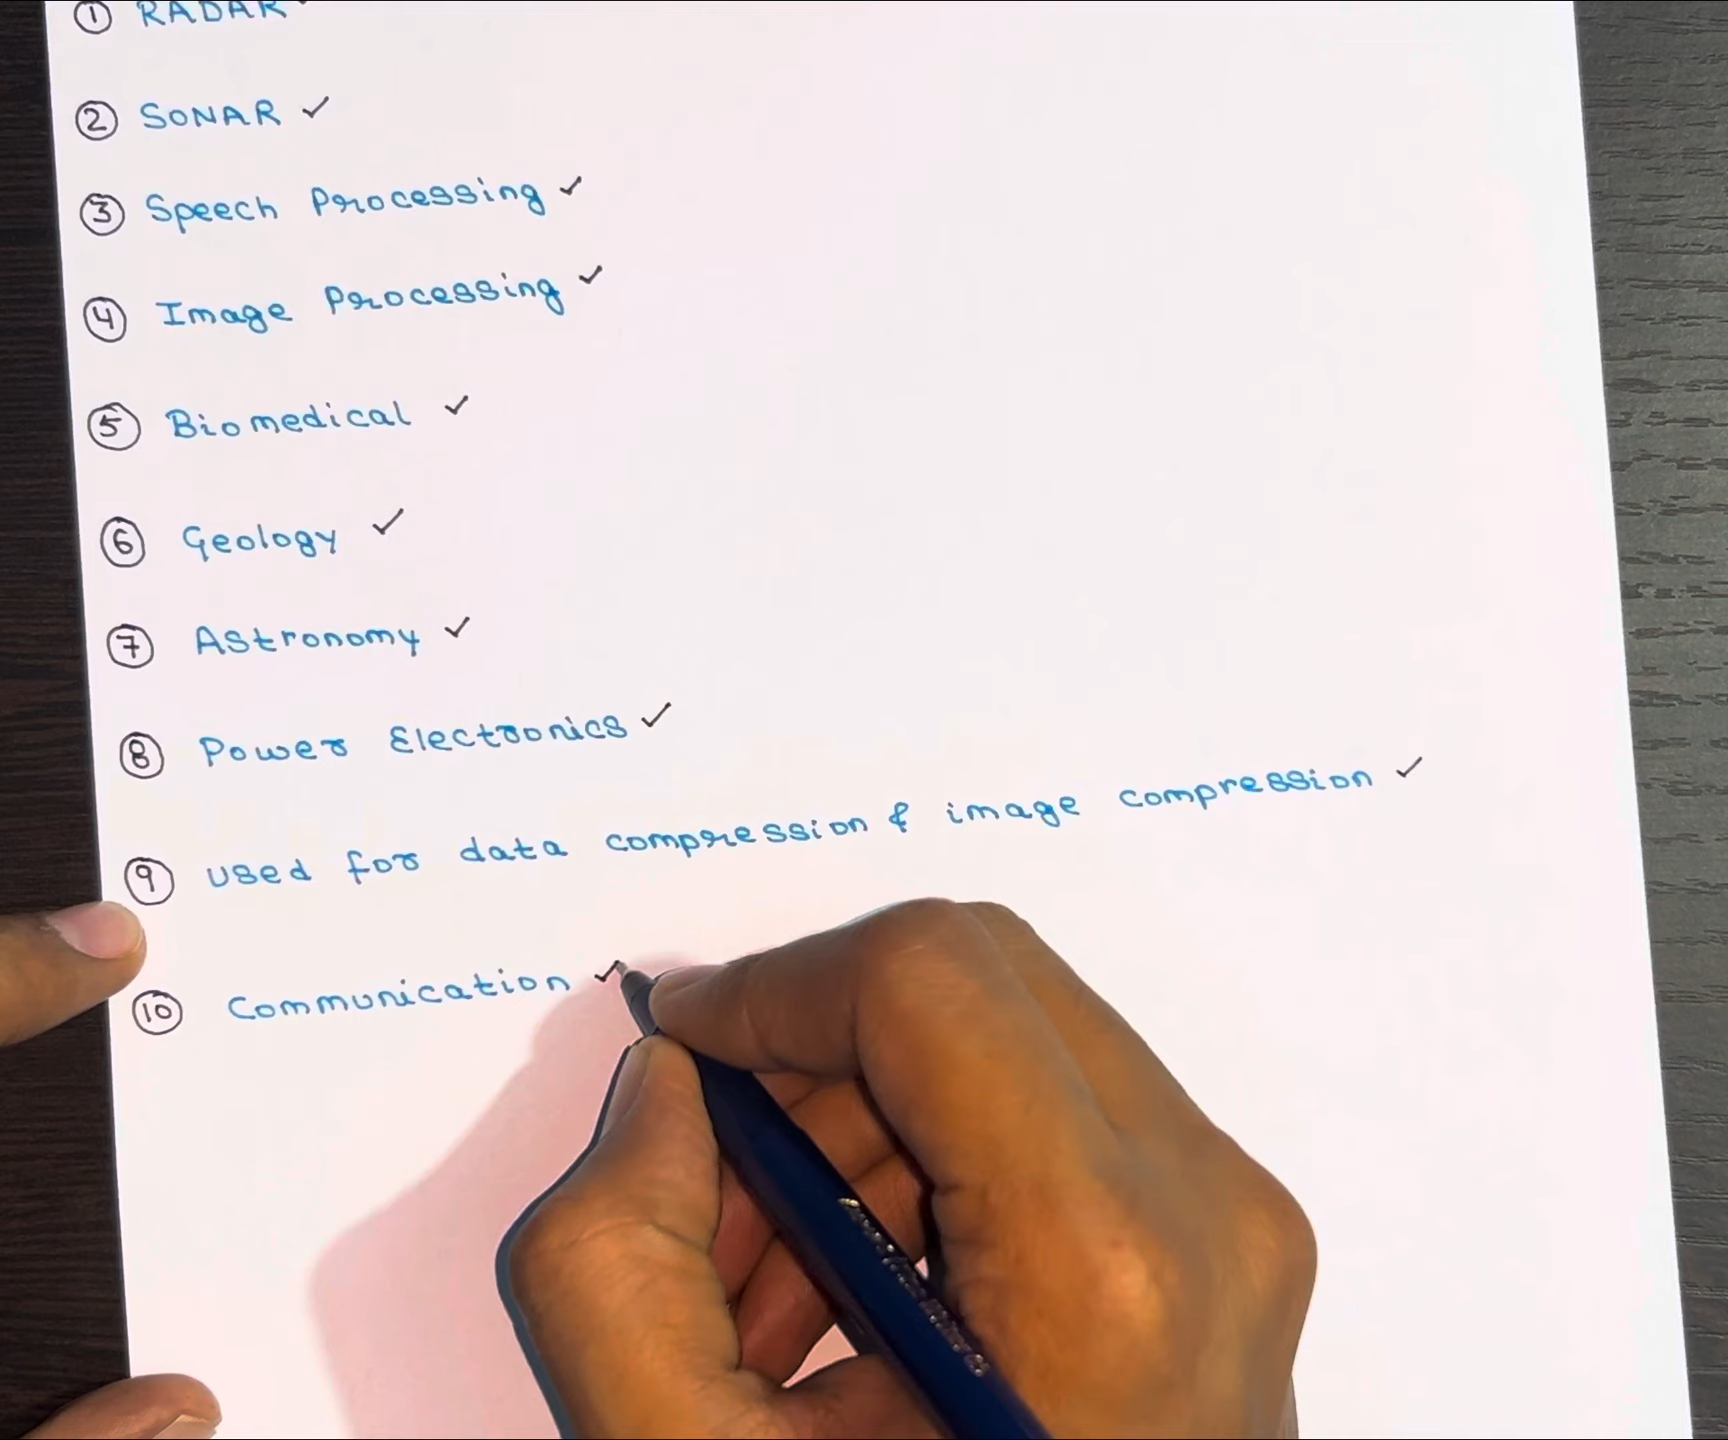 ① RADAR
② SONAR ✓
③ Speech Processing ✓
④ Image Processing ✓
⑤ Biomedical ✓
⑥ Geology ✓
⑦ Astronomy ✓
⑧ Power Electronics ✓
⑨ used for data compression & image compression ✓
⑩ Communication ✓